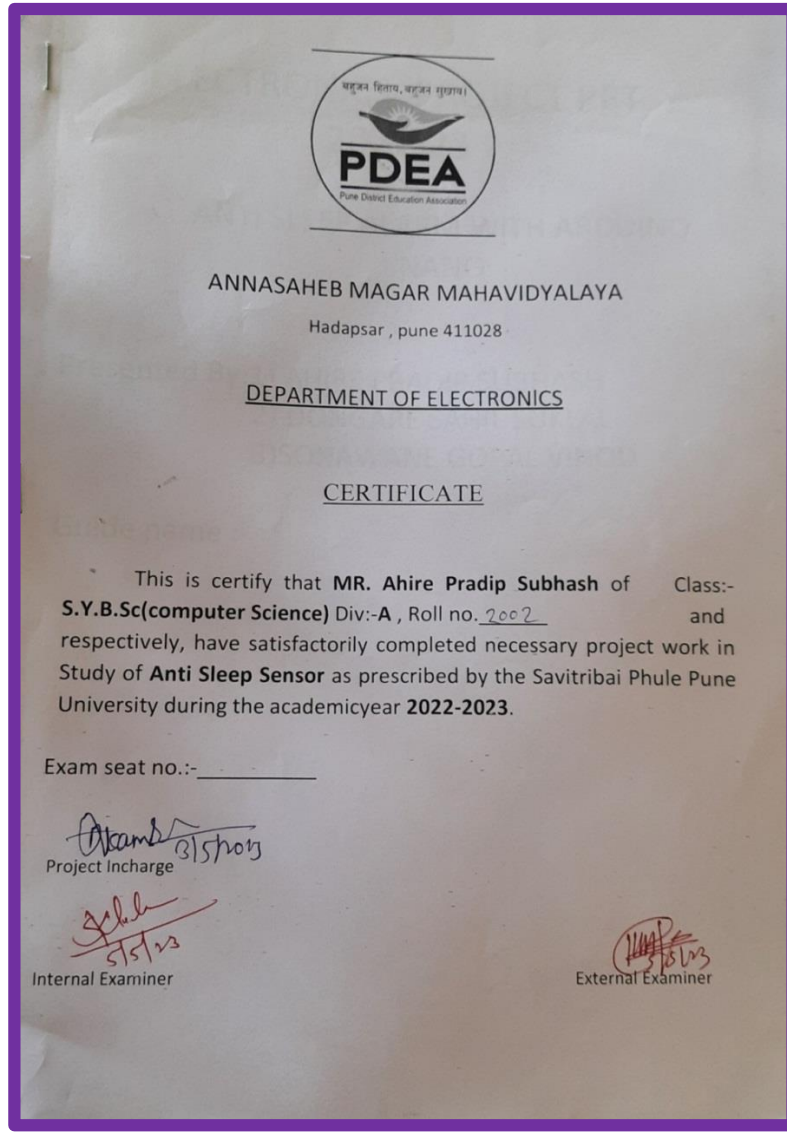 बहुजन हिताय, बहुजन सुखाय।
PDEA
Pune District Education Association
ANNASAHEB MAGAR MAHAVIDYALAYA
Hadapsar , pune 411028
DEPARTMENT OF ELECTRONICS
CERTIFICATE
This is certify that MR. Ahire Pradip Subhash of Class:-
S.Y.B.Sc(computer Science) Div:-A , Roll no. 2002 and
respectively, have satisfactorily completed necessary project work in
Study of Anti Sleep Sensor as prescribed by the Savitribai Phule Pune
University during the academicyear 2022-2023.
Exam seat no.:-__________
Project Incharge
5/5/23
Internal Examiner
External Examiner